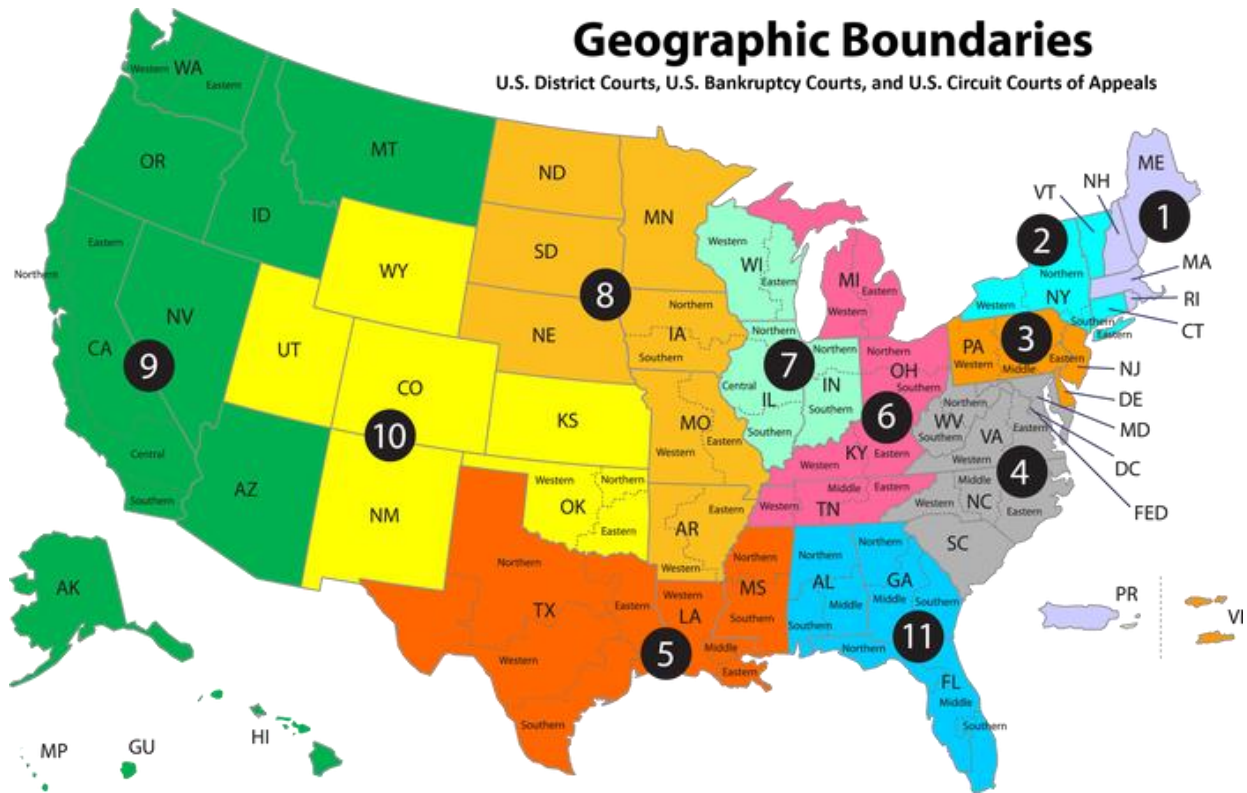 Geographic Boundaries
U.S. District Courts, U.S. Bankruptcy Courts, and U.S. Circuit Courts of Appeals
WA
Western
Eastern
OR
ID
MT
Eastern
Northern
CA
NV
9
Central
Southern
AZ
AK
MP
GU
HI
WY
UT
CO
10
KS
NM
Western
Northern
OK
Eastern
ND
MN
SD
8
NE
Northern
IA
Southern
MO
Eastern
Western
Eastern
AR
Western
Northern
TX
Eastern
Western
Southern
5
Western
LA
Middle
Eastern
Northern
MS
Southern
Western
WI
Eastern
Northern
7
Central
IL
Southern
Northern
IN
Southern
MI
Eastern
Western
Northern
OH
Southern
6
KY
Eastern
Western
Middle
Eastern
Western
TN
Northern
AL
Middle
Southern
Northern
GA
Middle
Southern
11
Northern
FL
Middle
Southern
Northern
WV
Southern
VA
Eastern
Western
4
Middle
Western
NC
Eastern
SC
PA
3
Western
Middle
Eastern
2
Northern
Western
NY
Southern
Eastern
VT
NH
ME
1
MA
RI
CT
NJ
DE
MD
DC
FED
PR
VI